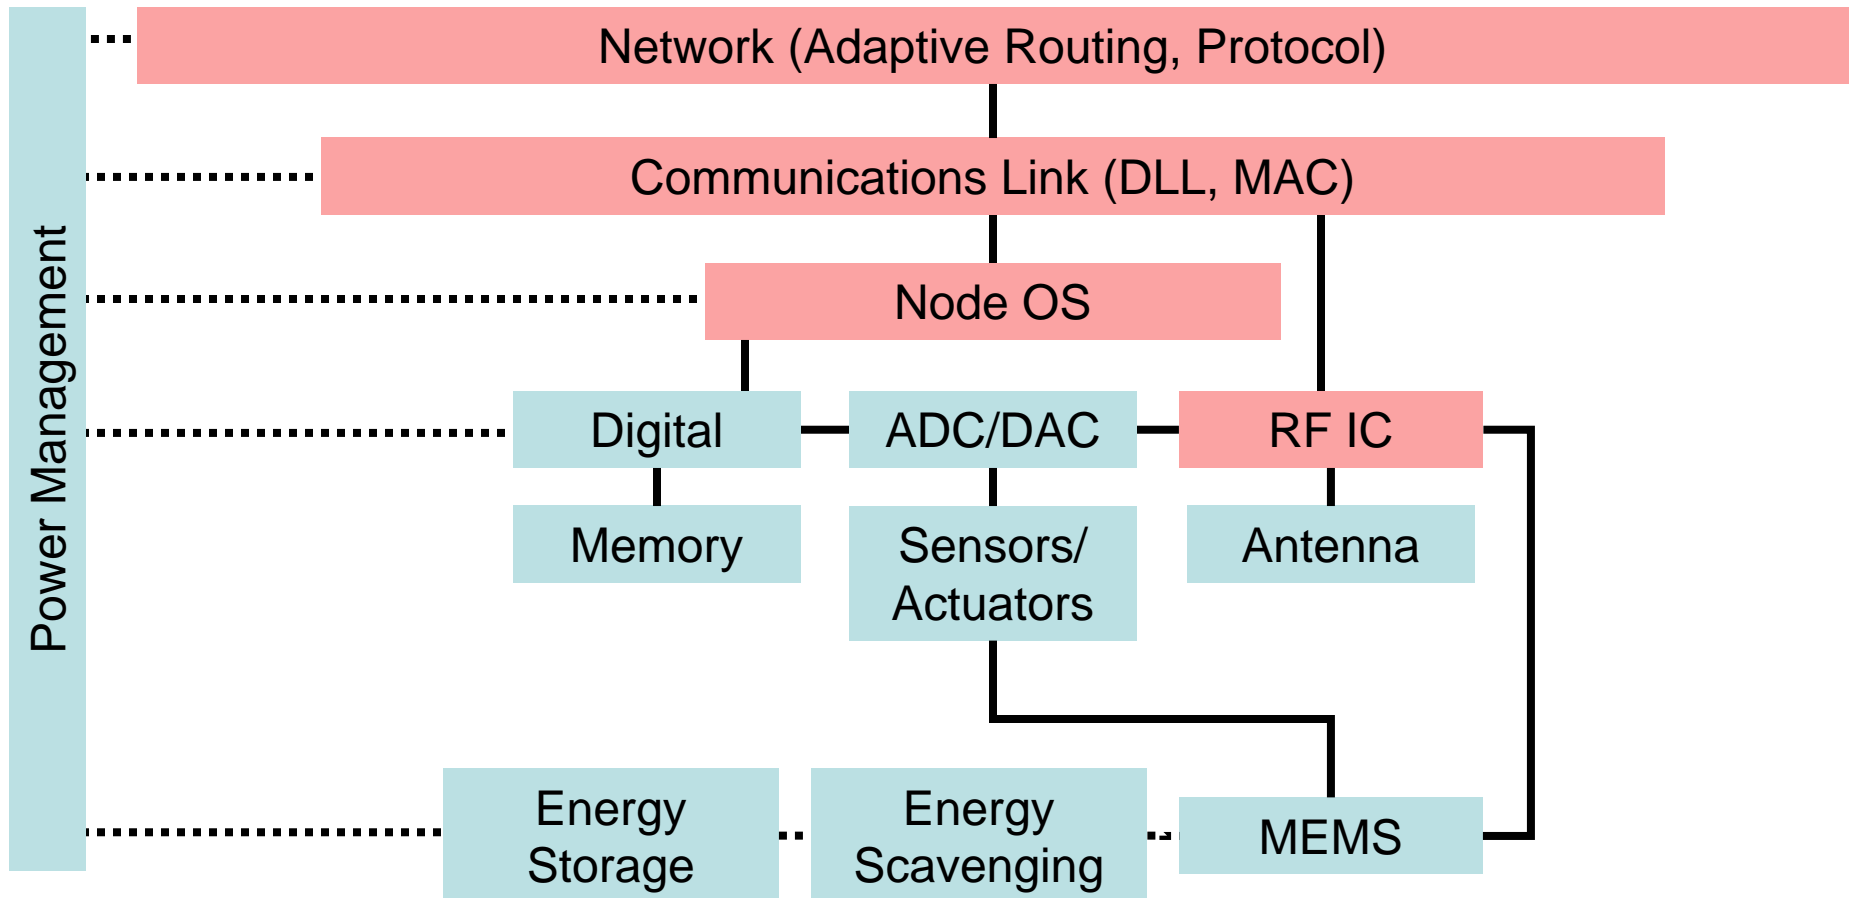 Network (Adaptive Routing, Protocol)
Communications Link (DLL, MAC)
Power Management
Node OS
Digital
ADC/DAC
RF IC
Memory
Sensors/
Actuators
Antenna
Energy
Storage
Energy
Scavenging
MEMS